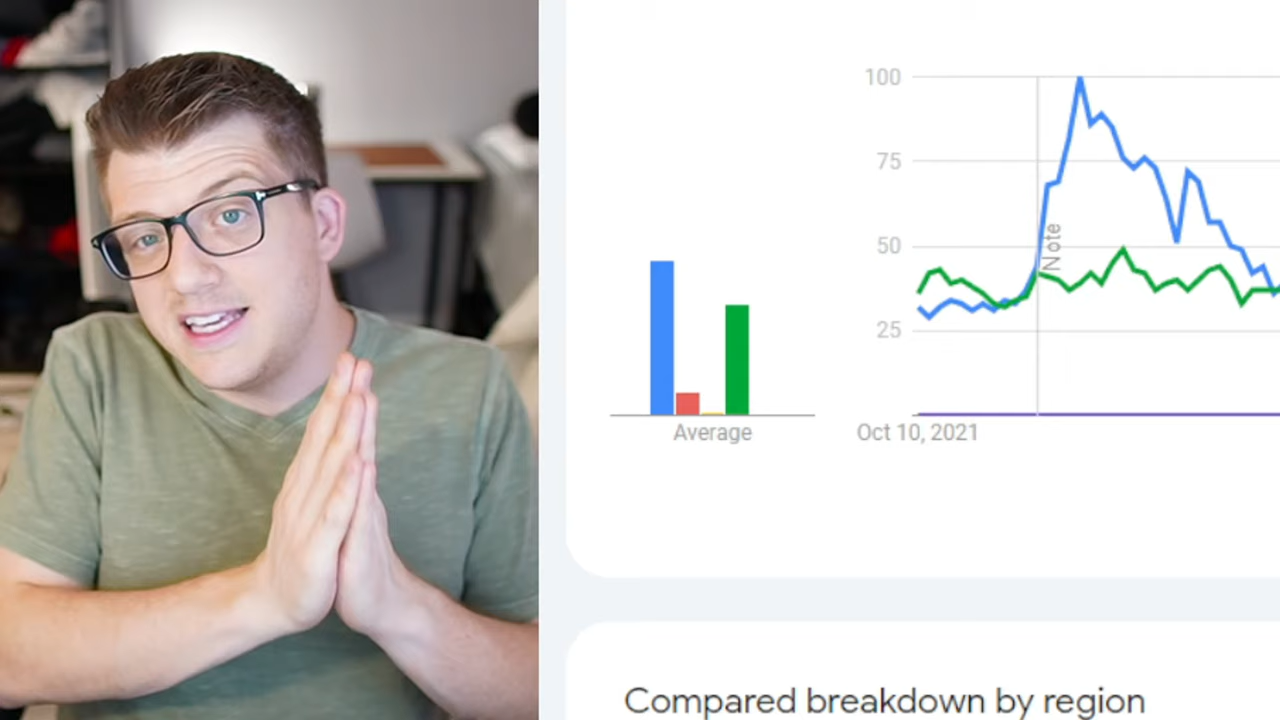 100
75
50
25
Note
Average
Oct 10, 2021
Compared breakdown by region